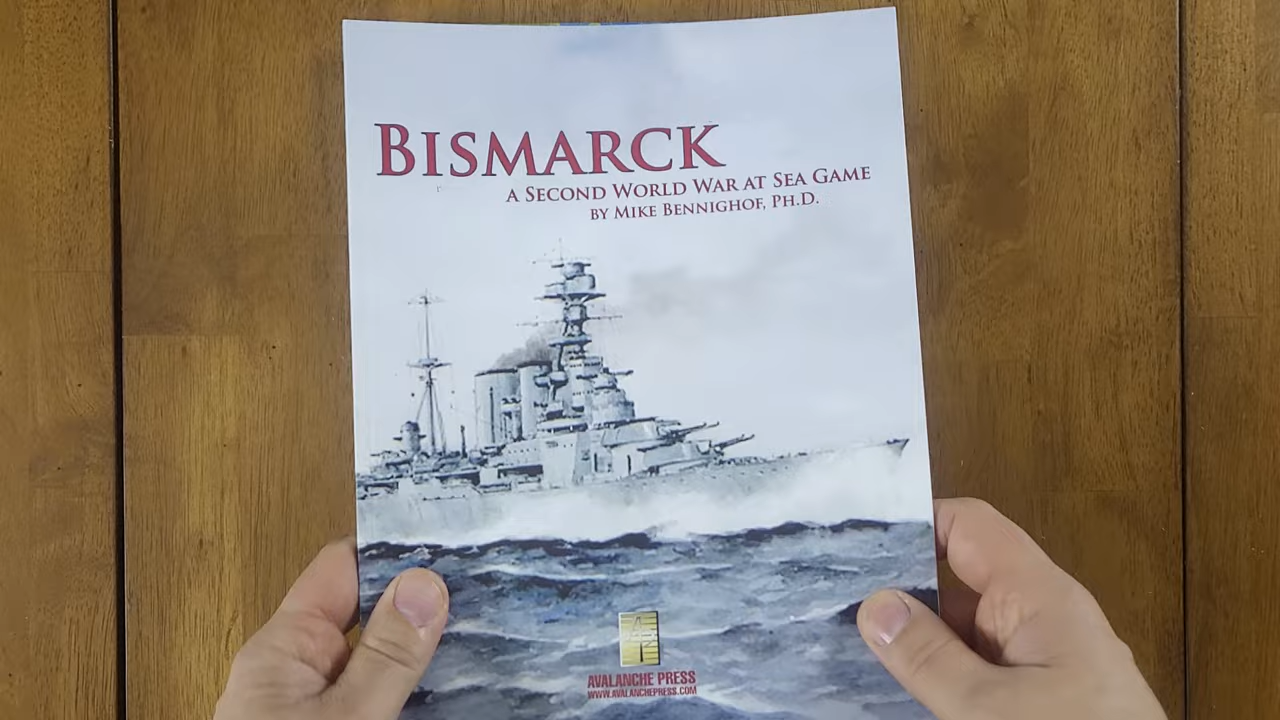 BISMARCK
A SECOND WORLD WAR AT SEA GAME
BY MIKE BENNIGHOF, PH.D.
AVALANCHE PRESS
WWW.AVALANCHEPRESS.COM